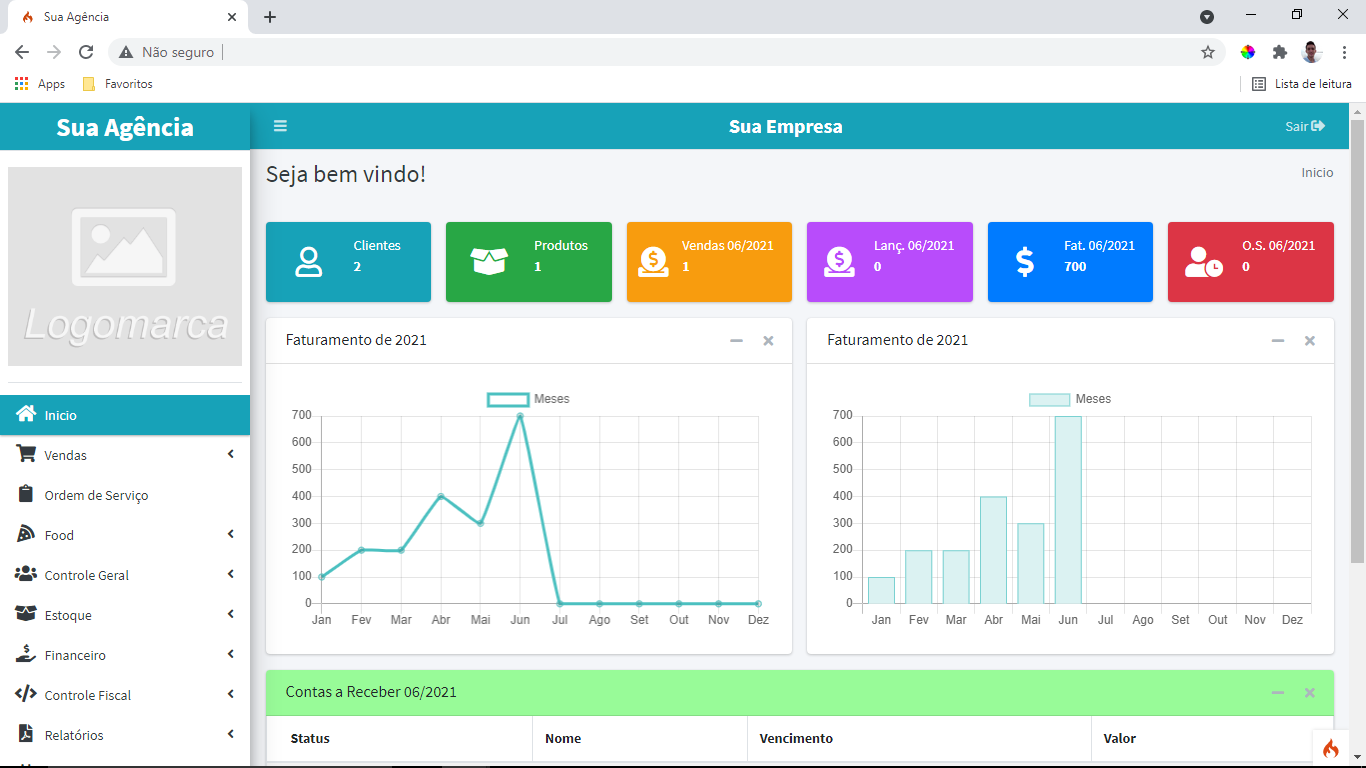 Sua Agência
Não seguro
Apps
Favoritos
Lista de leitura
Sua Agência
Sua Empresa
Sair
Logomarca
Inicio
Vendas
Ordem de Serviço
Food
Controle Geral
Estoque
Financeiro
Controle Fiscal
Relatórios
Seja bem vindo!
Inicio
Clientes
2
Produtos
1
Vendas 06/2021
1
Lanç. 06/2021
0
Fat. 06/2021
700
O.S. 06/2021
0
Faturamento de 2021
Meses
700
600
500
400
300
200
100
0
Jan Fev Mar Abr Mai Jun Jul Ago Set Out Nov Dez
Faturamento de 2021
Meses
700
600
500
400
300
200
100
0
Jan Fev Mar Abr Mai Jun Jul Ago Set Out Nov Dez
Contas a Receber 06/2021
Status Nome Vencimento Valor